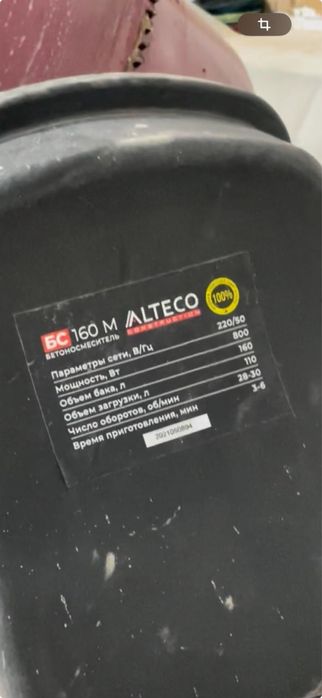 БС 160 М ALTECO
БЕТОНОСМЕСИТЕЛЬ CONSTRUCTION
100%
Параметры сети, В/Гц 220/50
Мощность, Вт 800
Объем бака, л 160
Объем загрузки, л 110
Число оборотов, об/мин 28-30
Время приготовления, мин 3-6